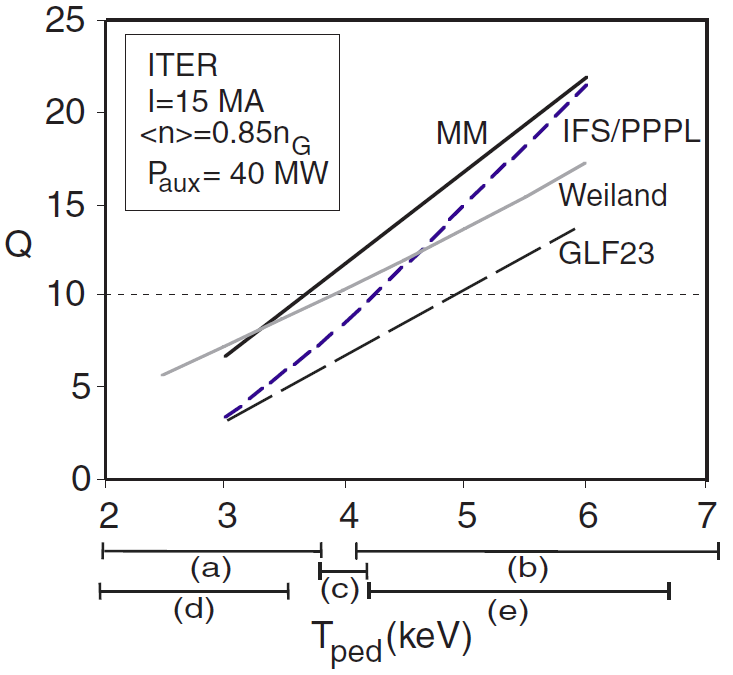 25
20
15
10
5
0
Q
ITER
I=15 MA
<n>=0.85nG
Paux= 40 MW
MM
IFS/PPPL
Weiland
GLF23
2 3 4 5 6 7
(a) (c) (b)
(d) (e)
Tped(keV)